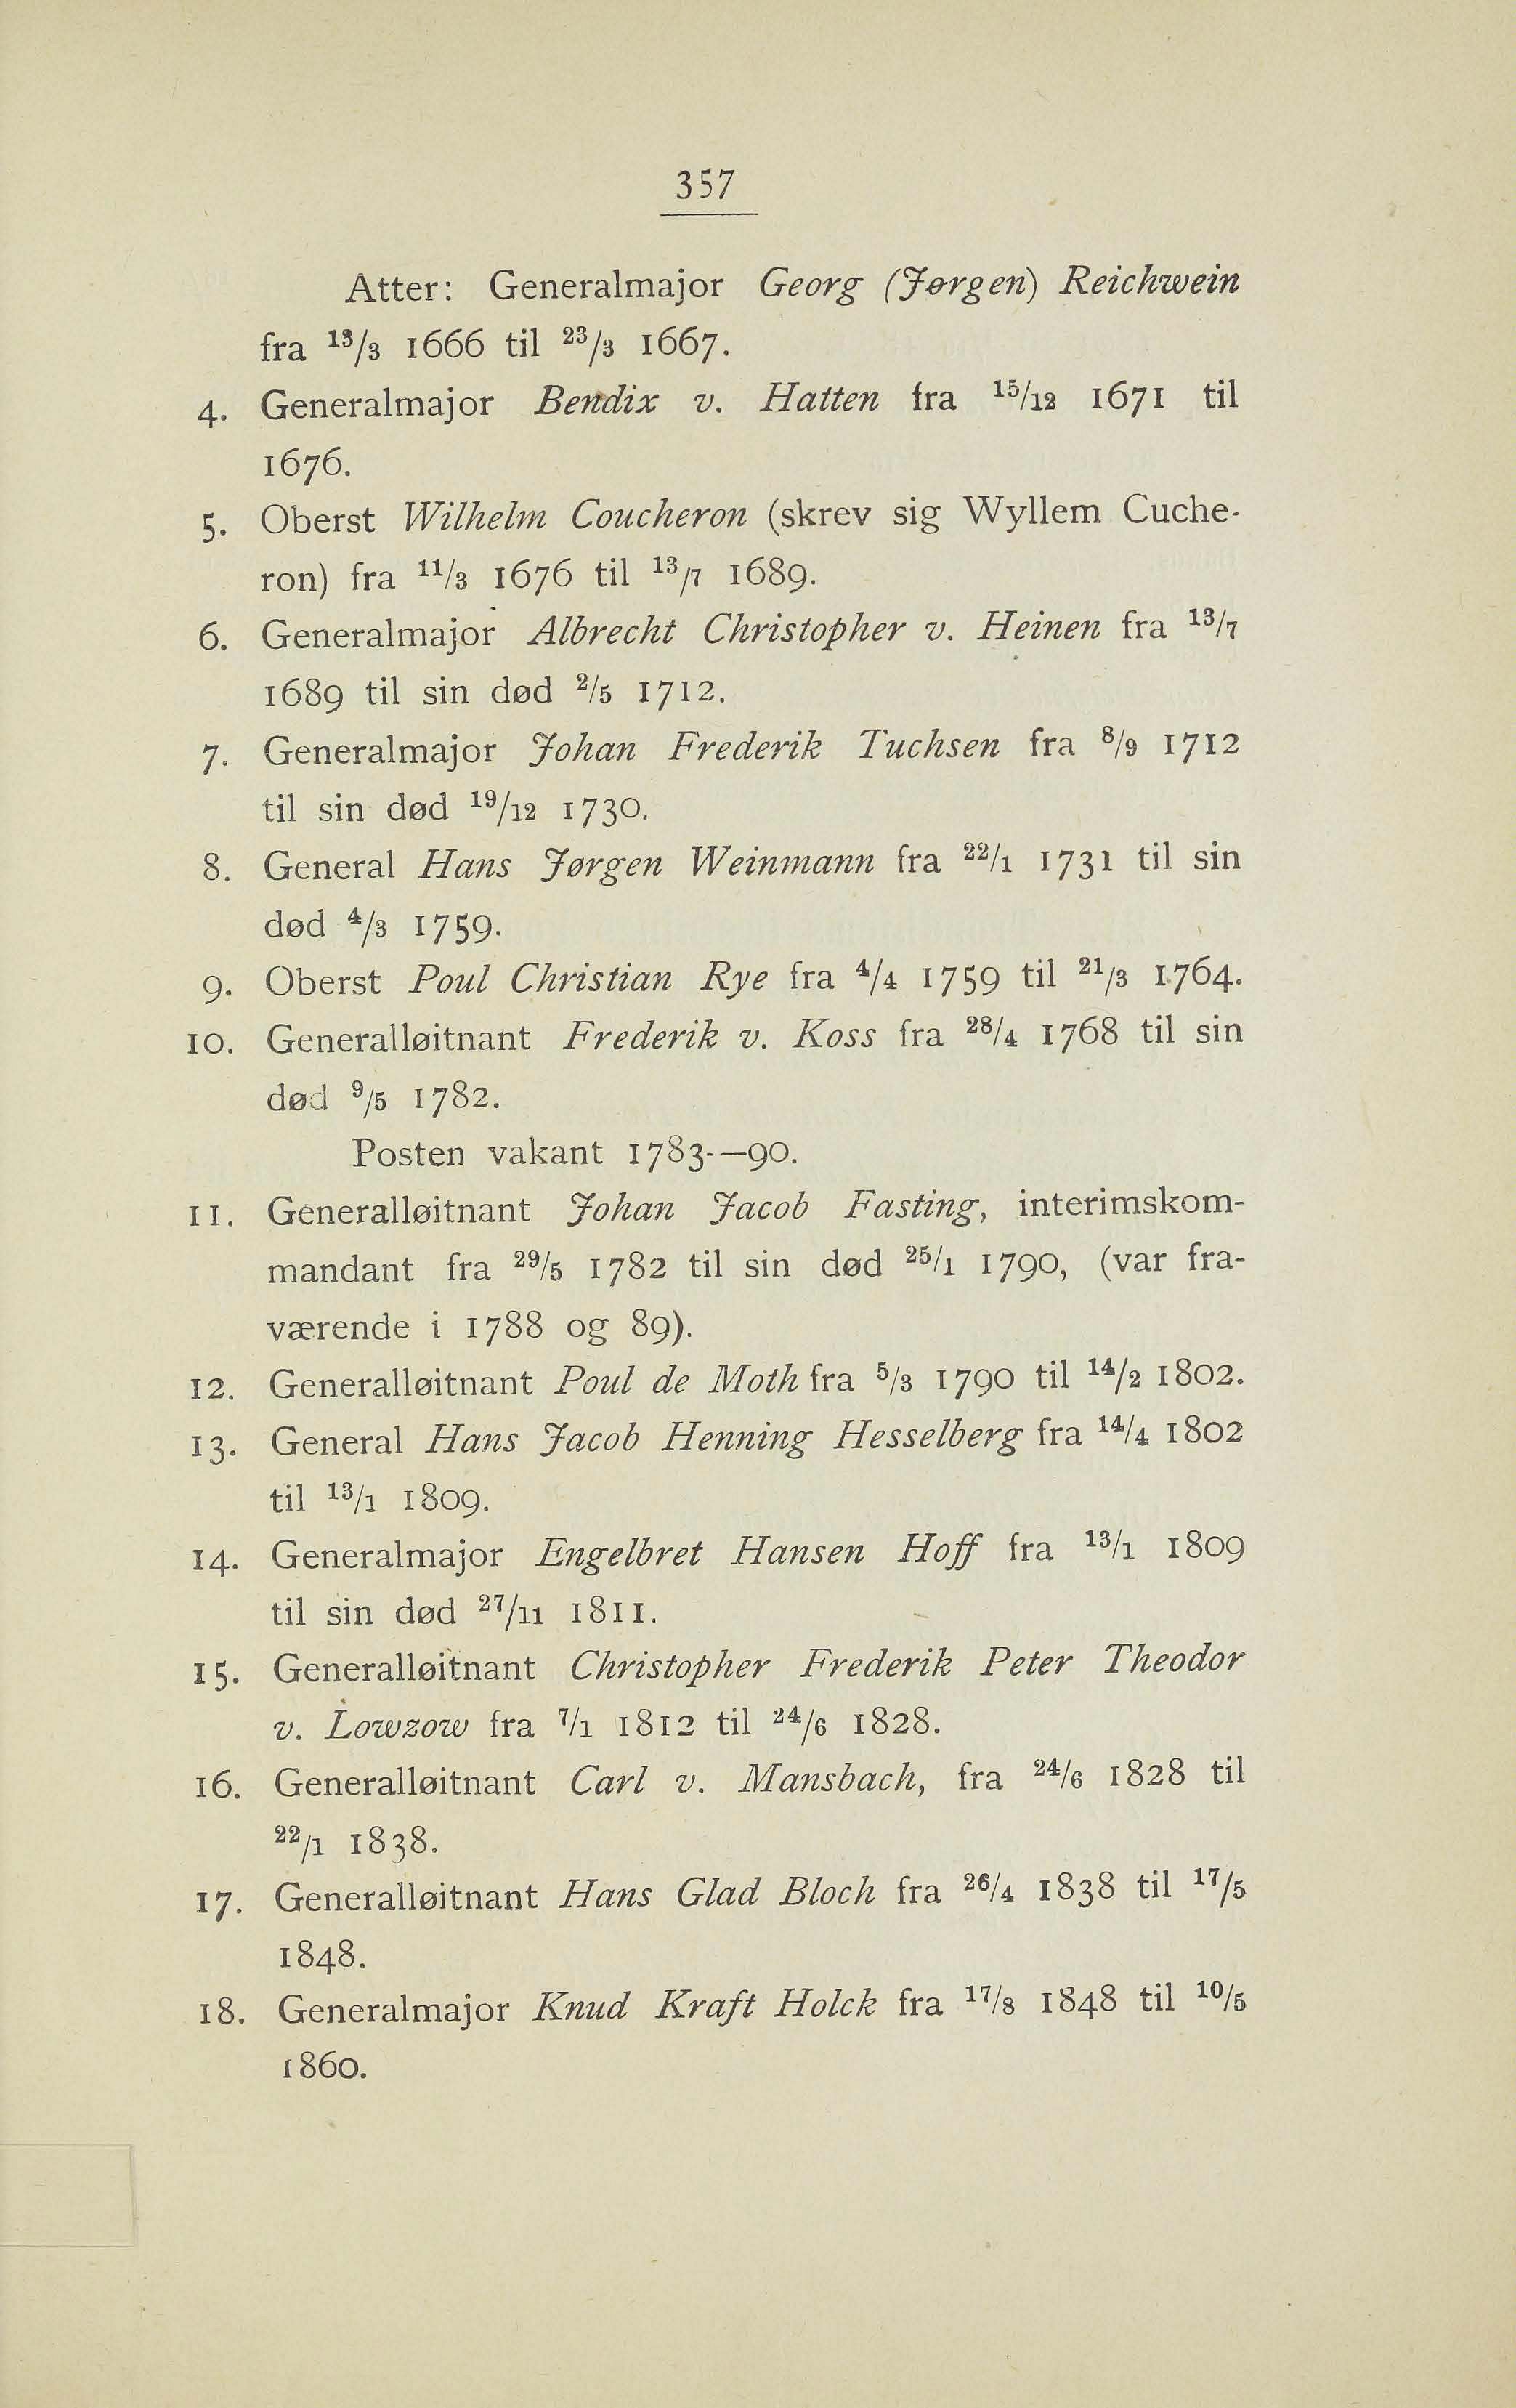 357
Atter: Generalmajor Georg (Jørgen) Reichwein
fra 13/3 1666 til 23/3 1667.
4. Generalmajor Bendix v. Hatten fra 15/12 1671 til
1676.
5. Oberst Wilhelm Coucheron (skrev sig Wyllem Cuche-
ron) fra 11/3 1676 til 13/7 1689.
6. Generalmajor Albrecht Christopher v. Heinen fra 13/7
1689 til sin død 2/5 1712.
7. Generalmajor Johan Frederik Tuchsen fra 8/9 1712
til sin død 19/12 1730.
8. General Hans Jørgen Weinmann fra 22/1 1731 til sin
død 4/3 1759.
9. Oberst Poul Christian Rye fra 4/4 1759 til 21/3 1764.
10. Generalløitnant Frederik v. Koss fra 28/4 1768 til sin
død 9/5 1782.
Posten vakant 1783-—90.
11. Generalløitnant Johan Jacob Fasting, interimskom-
mandant fra 29/5 1782 til sin død 25/1 1790, (var fra-
værende i 1788 og 89).
12. Generalløitnant Poul de Moth fra 5/3 1790 til 14/2 1802.
13. General Hans Jacob Henning Hesselberg fra 14/4 1802
til 13/1 1809.
14. Generalmajor Engelbret Hansen Hoff fra 13/1 1809
til sin død 27/11 1811.
15. Generalløitnant Christopher Frederik Peter Theodor
v. Lowzow fra 7/1 1812 til 24/6 1828.
16. Generalløitnant Carl v. Mansbach, fra 24/6 1828 til
22/1 1838.
17. Generalløitnant Hans Glad Bloch fra 26/4 1838 til 17/5
1848.
18. Generalmajor Knud Kraft Holck fra 17/8 1848 til 10/5
1860.